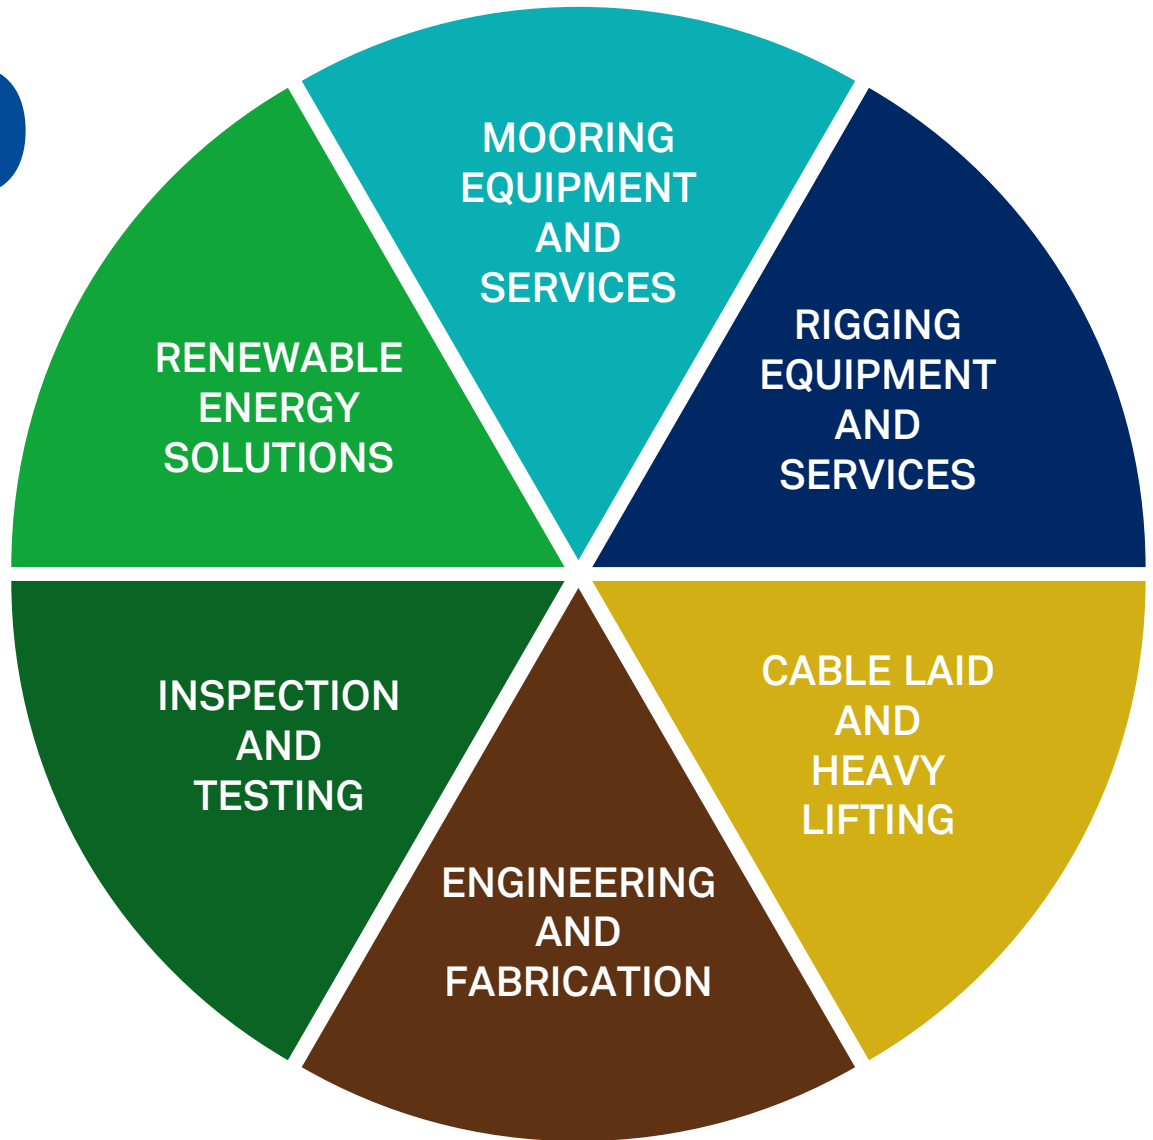 MOORING
EQUIPMENT
AND
SERVICES
RIGGING
EQUIPMENT
AND
SERVICES
RENEWABLE
ENERGY
SOLUTIONS
CABLE LAID
AND
HEAVY
LIFTING
INSPECTION
AND
TESTING
ENGINEERING
AND
FABRICATION